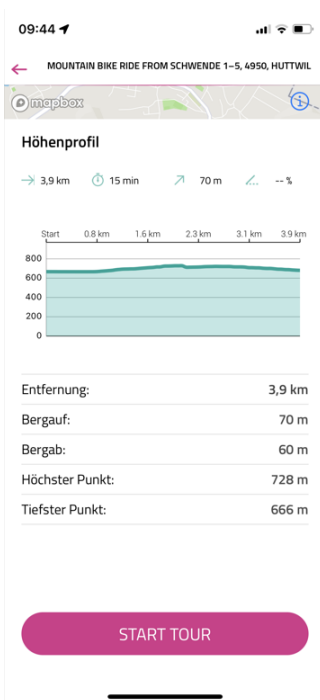 09:44
MOUNTAIN BIKE RIDE FROM SCHWENDE 1–5, 4950, HUTTWIL
mapbox
Höhenprofil
3,9 km 15 min 70 m -- %
Start 0.8 km 1.6 km 2.3 km 3.1 km 3.9 km
800
600
400
200
0
Entfernung: 3,9 km
Bergauf: 70 m
Bergab: 60 m
Höchster Punkt: 728 m
Tiefster Punkt: 666 m
START TOUR